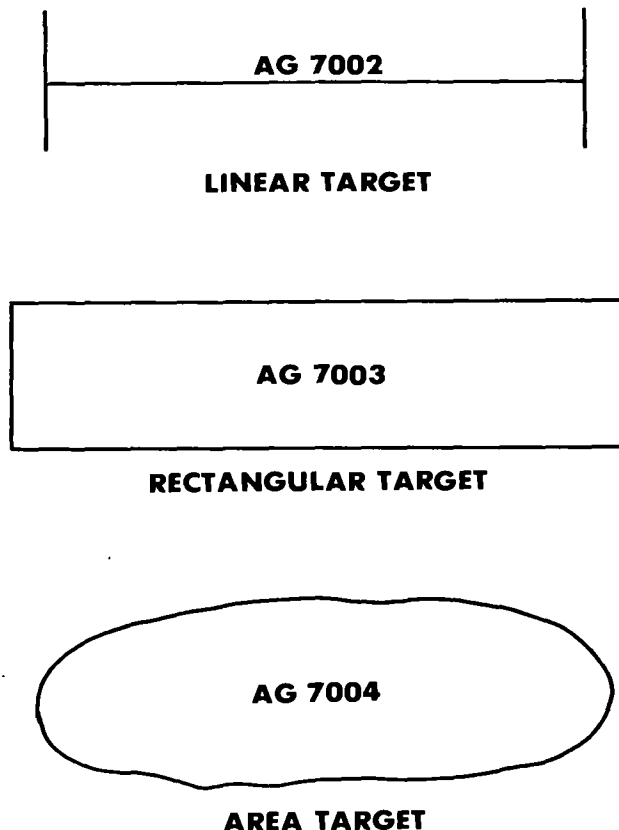 AG 7002
LINEAR TARGET
AG 7003
RECTANGULAR TARGET
AG 7004
AREA TARGET